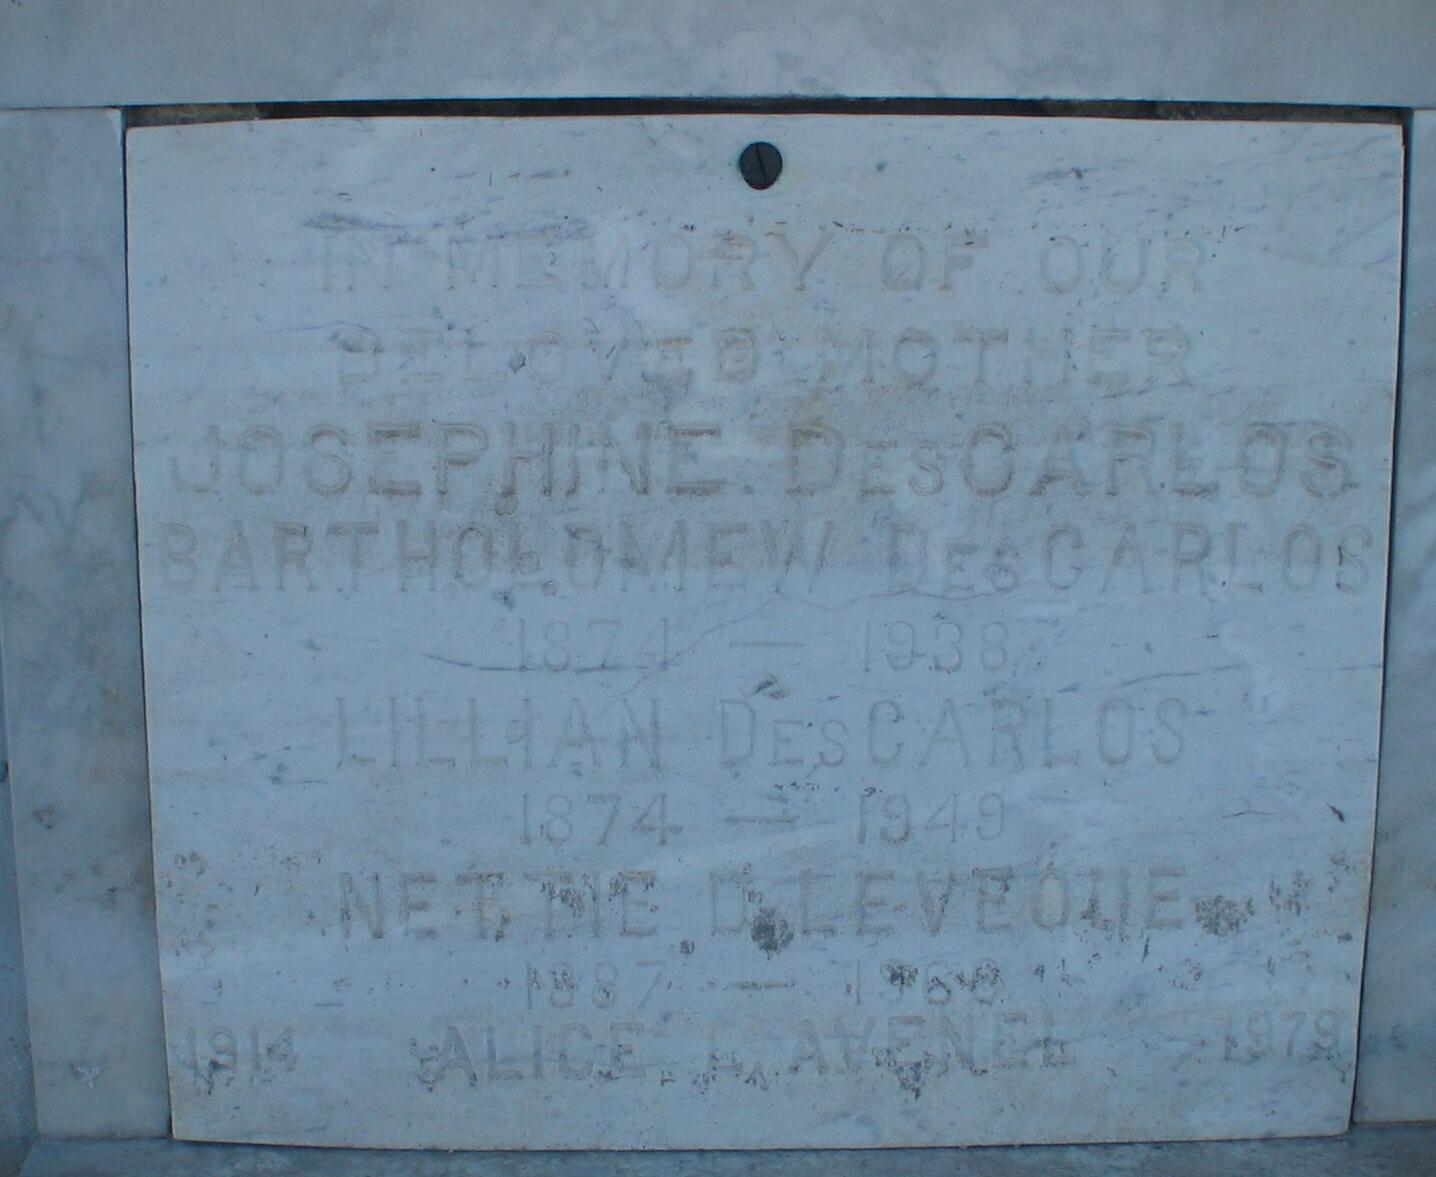 IN MEMORY OF OUR
BELOVED MOTHER
JOSEPHINE DESCARLOS
BARTHOLOMEW DESCARLOS
1874 — 1938
LILLIAN DESCARLOS
1874 — 1949
NETTIE D. LEVEQUE
1887 —
1914 ALICE L. AVENEL 1979